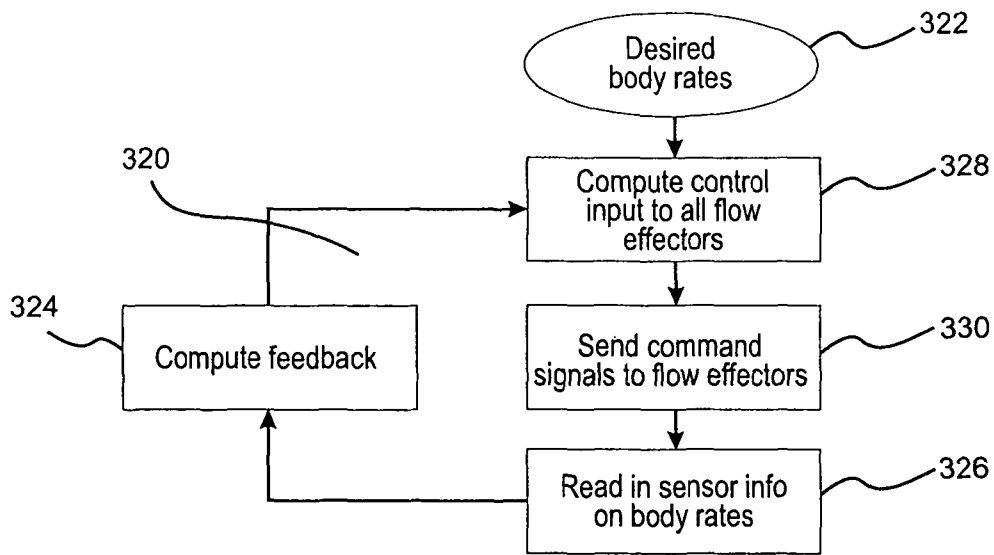 Desired
body rates
322
320
Compute control
input to all flow
effectors
328
324
Compute feedback
Send command
signals to flow effectors
330
Read in sensor info
on body rates
326